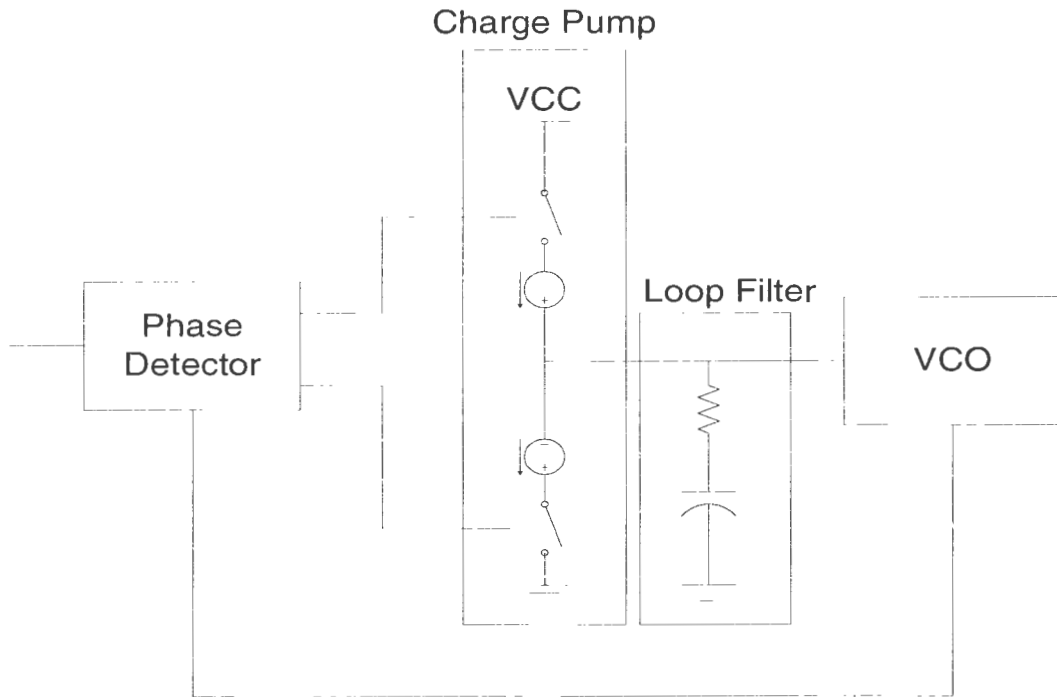 Charge Pump
VCC
Loop Filter
Phase
Detector
VCO